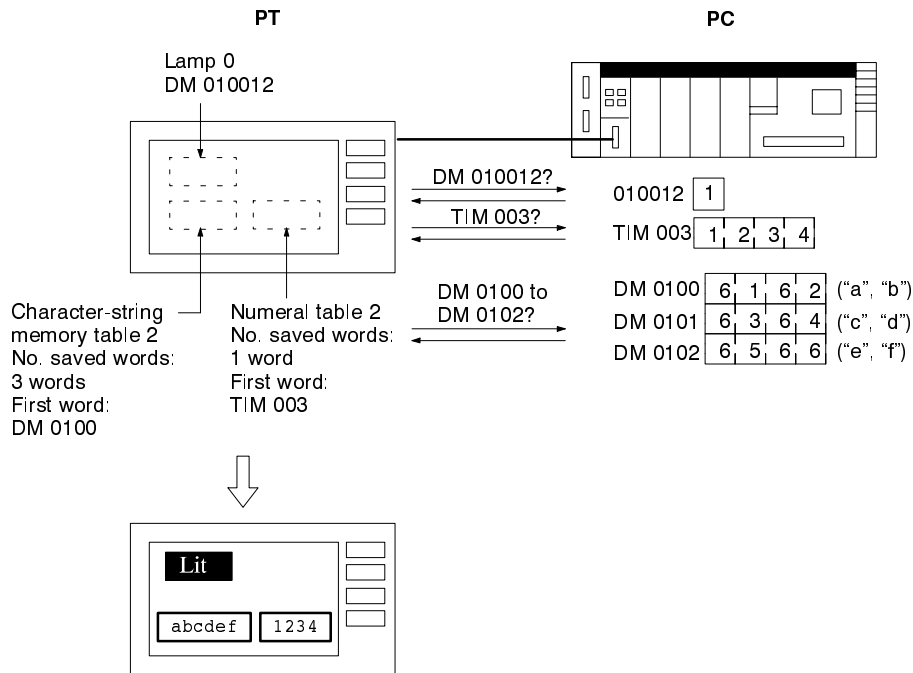 PT
PC
Lamp 0
DM 010012
DM 010012?
010012 1
TIM 003?
TIM 003 1 2 3 4
Character-string
memory table 2
No. saved words:
3 words
First word:
DM 0100
Numeral table 2
No. saved words:
1 word
First word:
TIM 003
DM 0100 to
DM 0102?
DM 0100 6 1 6 2 (“a”, “b”)
DM 0101 6 3 6 4 (“c”, “d”)
DM 0102 6 5 6 6 (“e”, “f”)
Lit
abcdef 1234